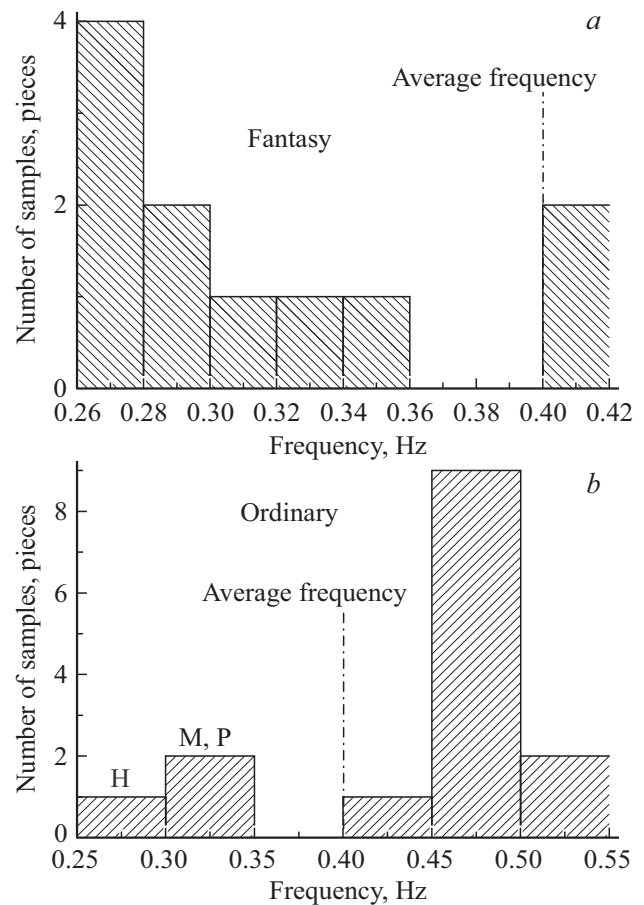 a
4
Average frequency
Fantasy
2
0
Number of samples, pieces
0.26 0.28 0.30 0.32 0.34 0.36 0.38 0.40 0.42
Frequency, Hz
b
8
Ordinary
Average frequency
6
4
M, P
2
H
0
Number of samples, pieces
0.25 0.30 0.35 0.40 0.45 0.50 0.55
Frequency, Hz